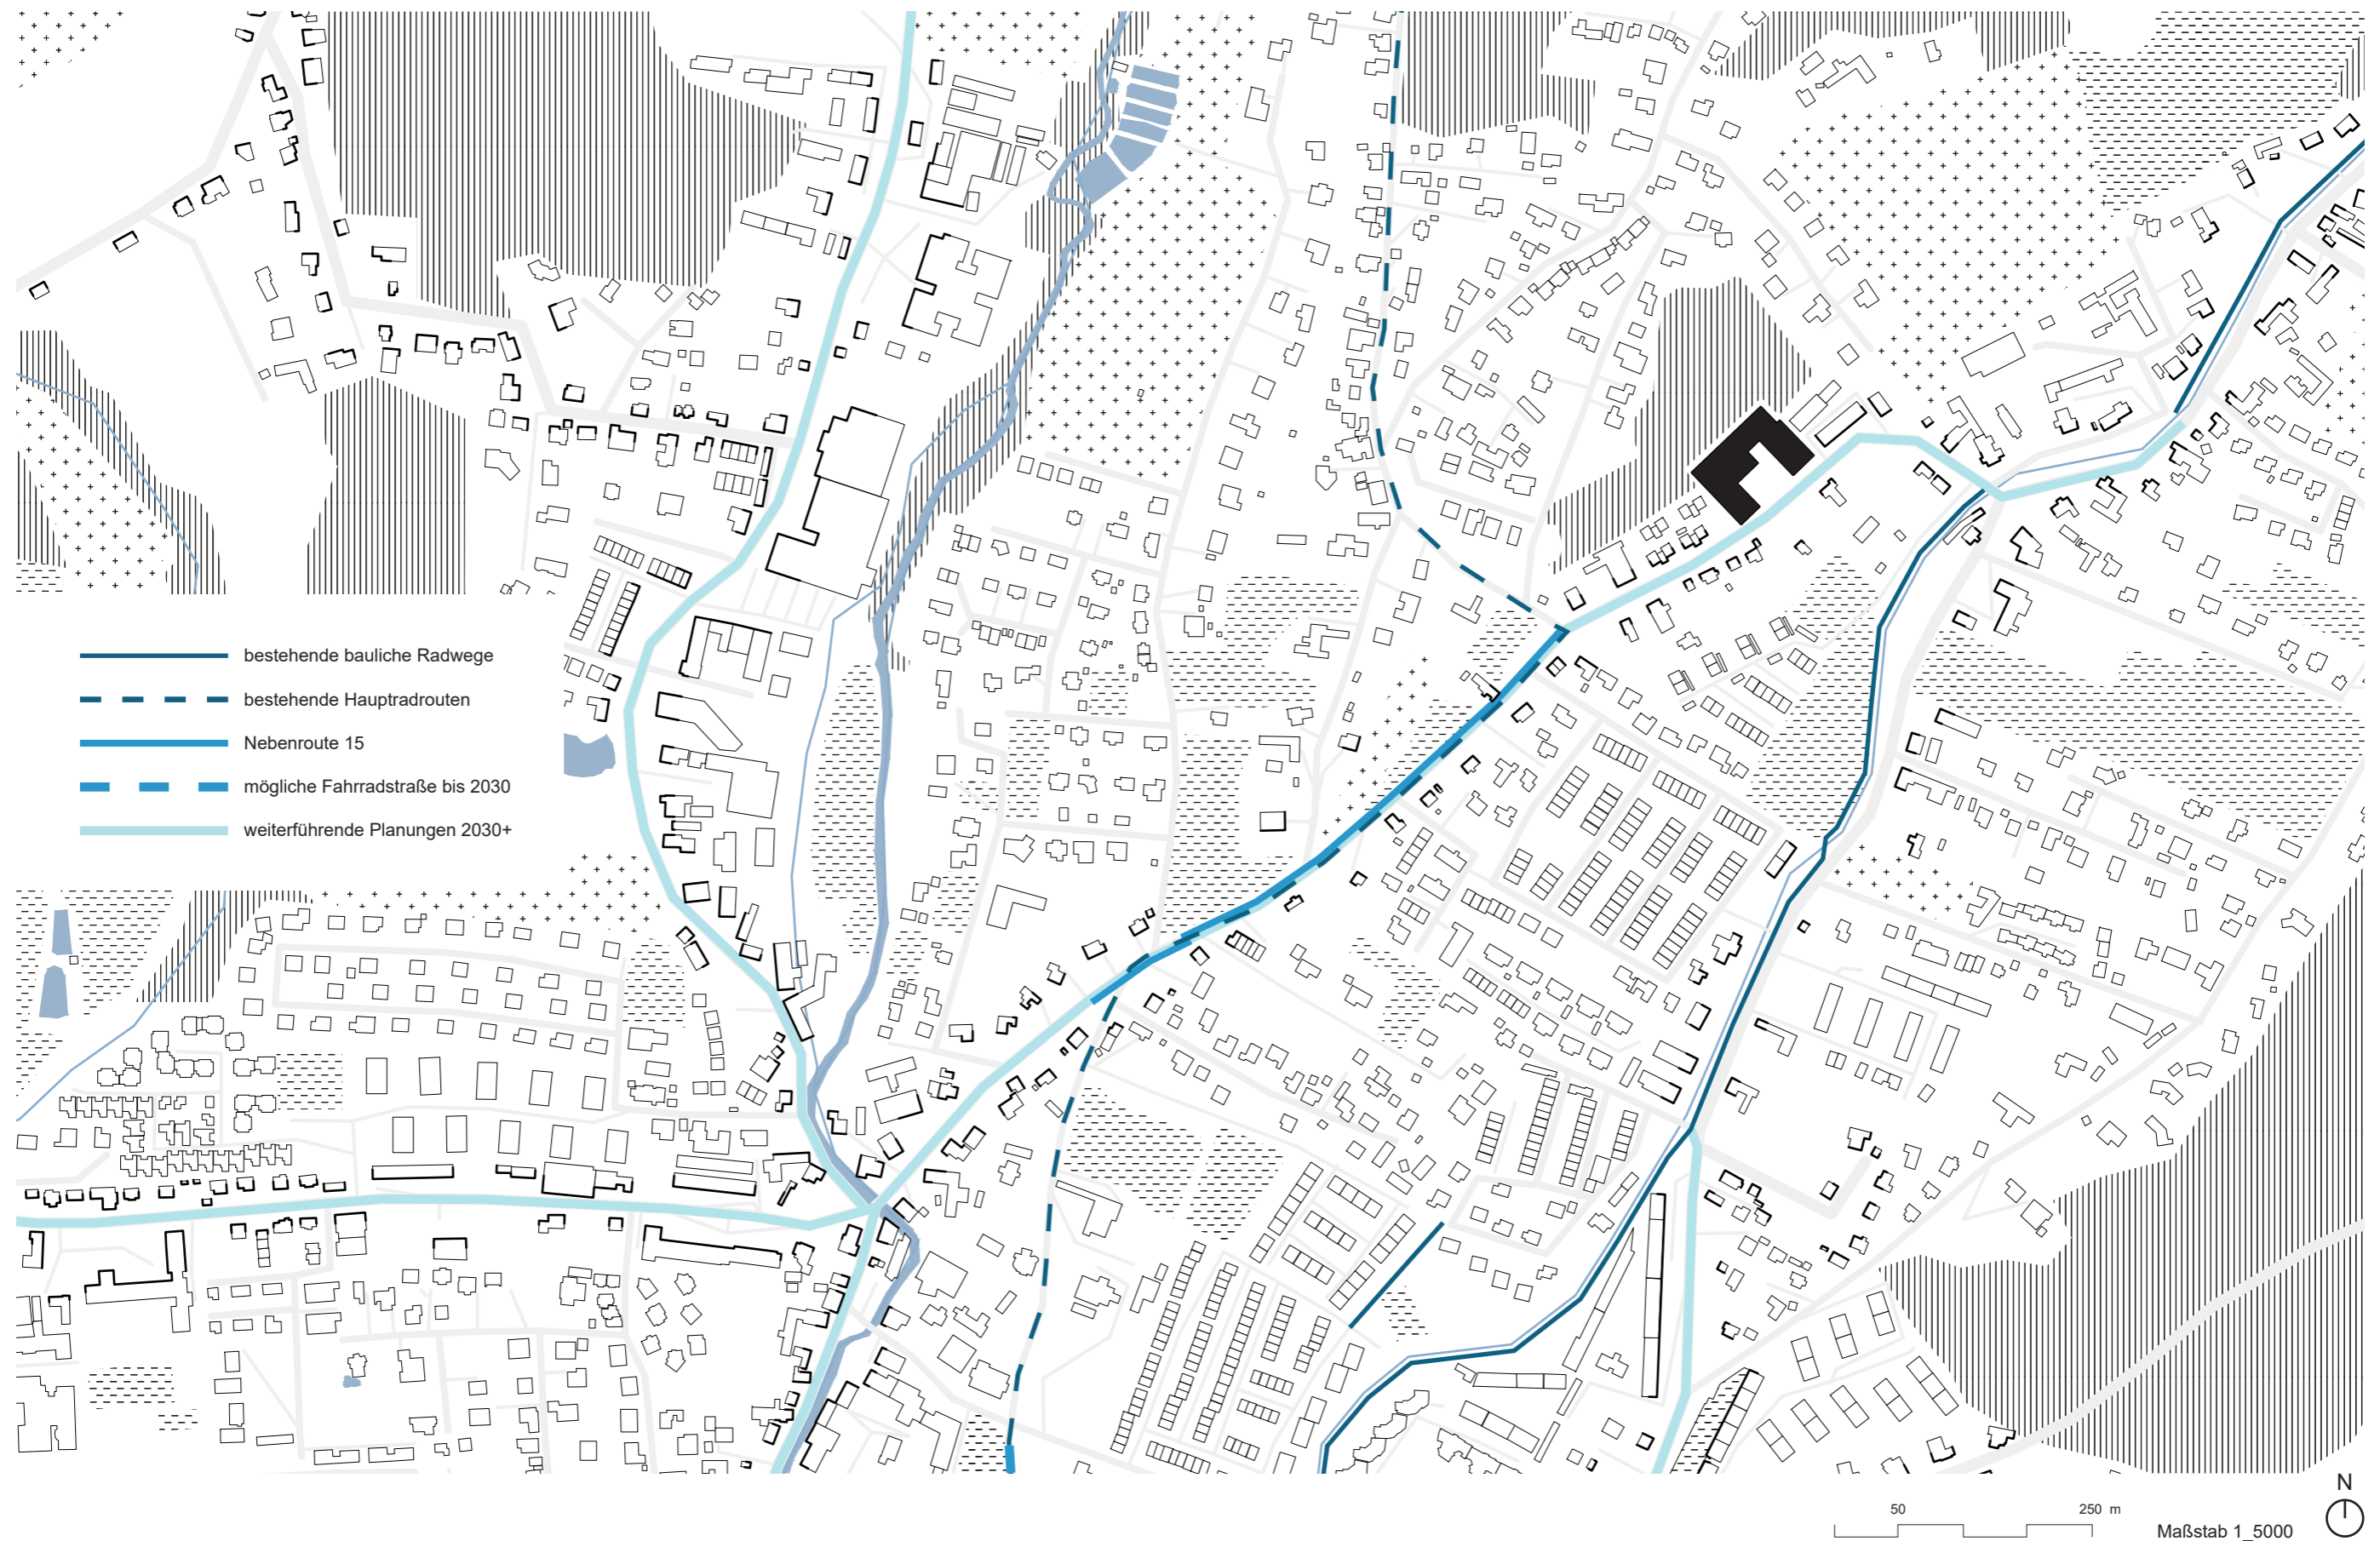 bestehende bauliche Radwege
bestehende Hauptradrouten
Nebenroute 15
mögliche Fahrradstraße bis 2030
weiterführende Planungen 2030+
N
50 250 m
Maßstab 1_5000